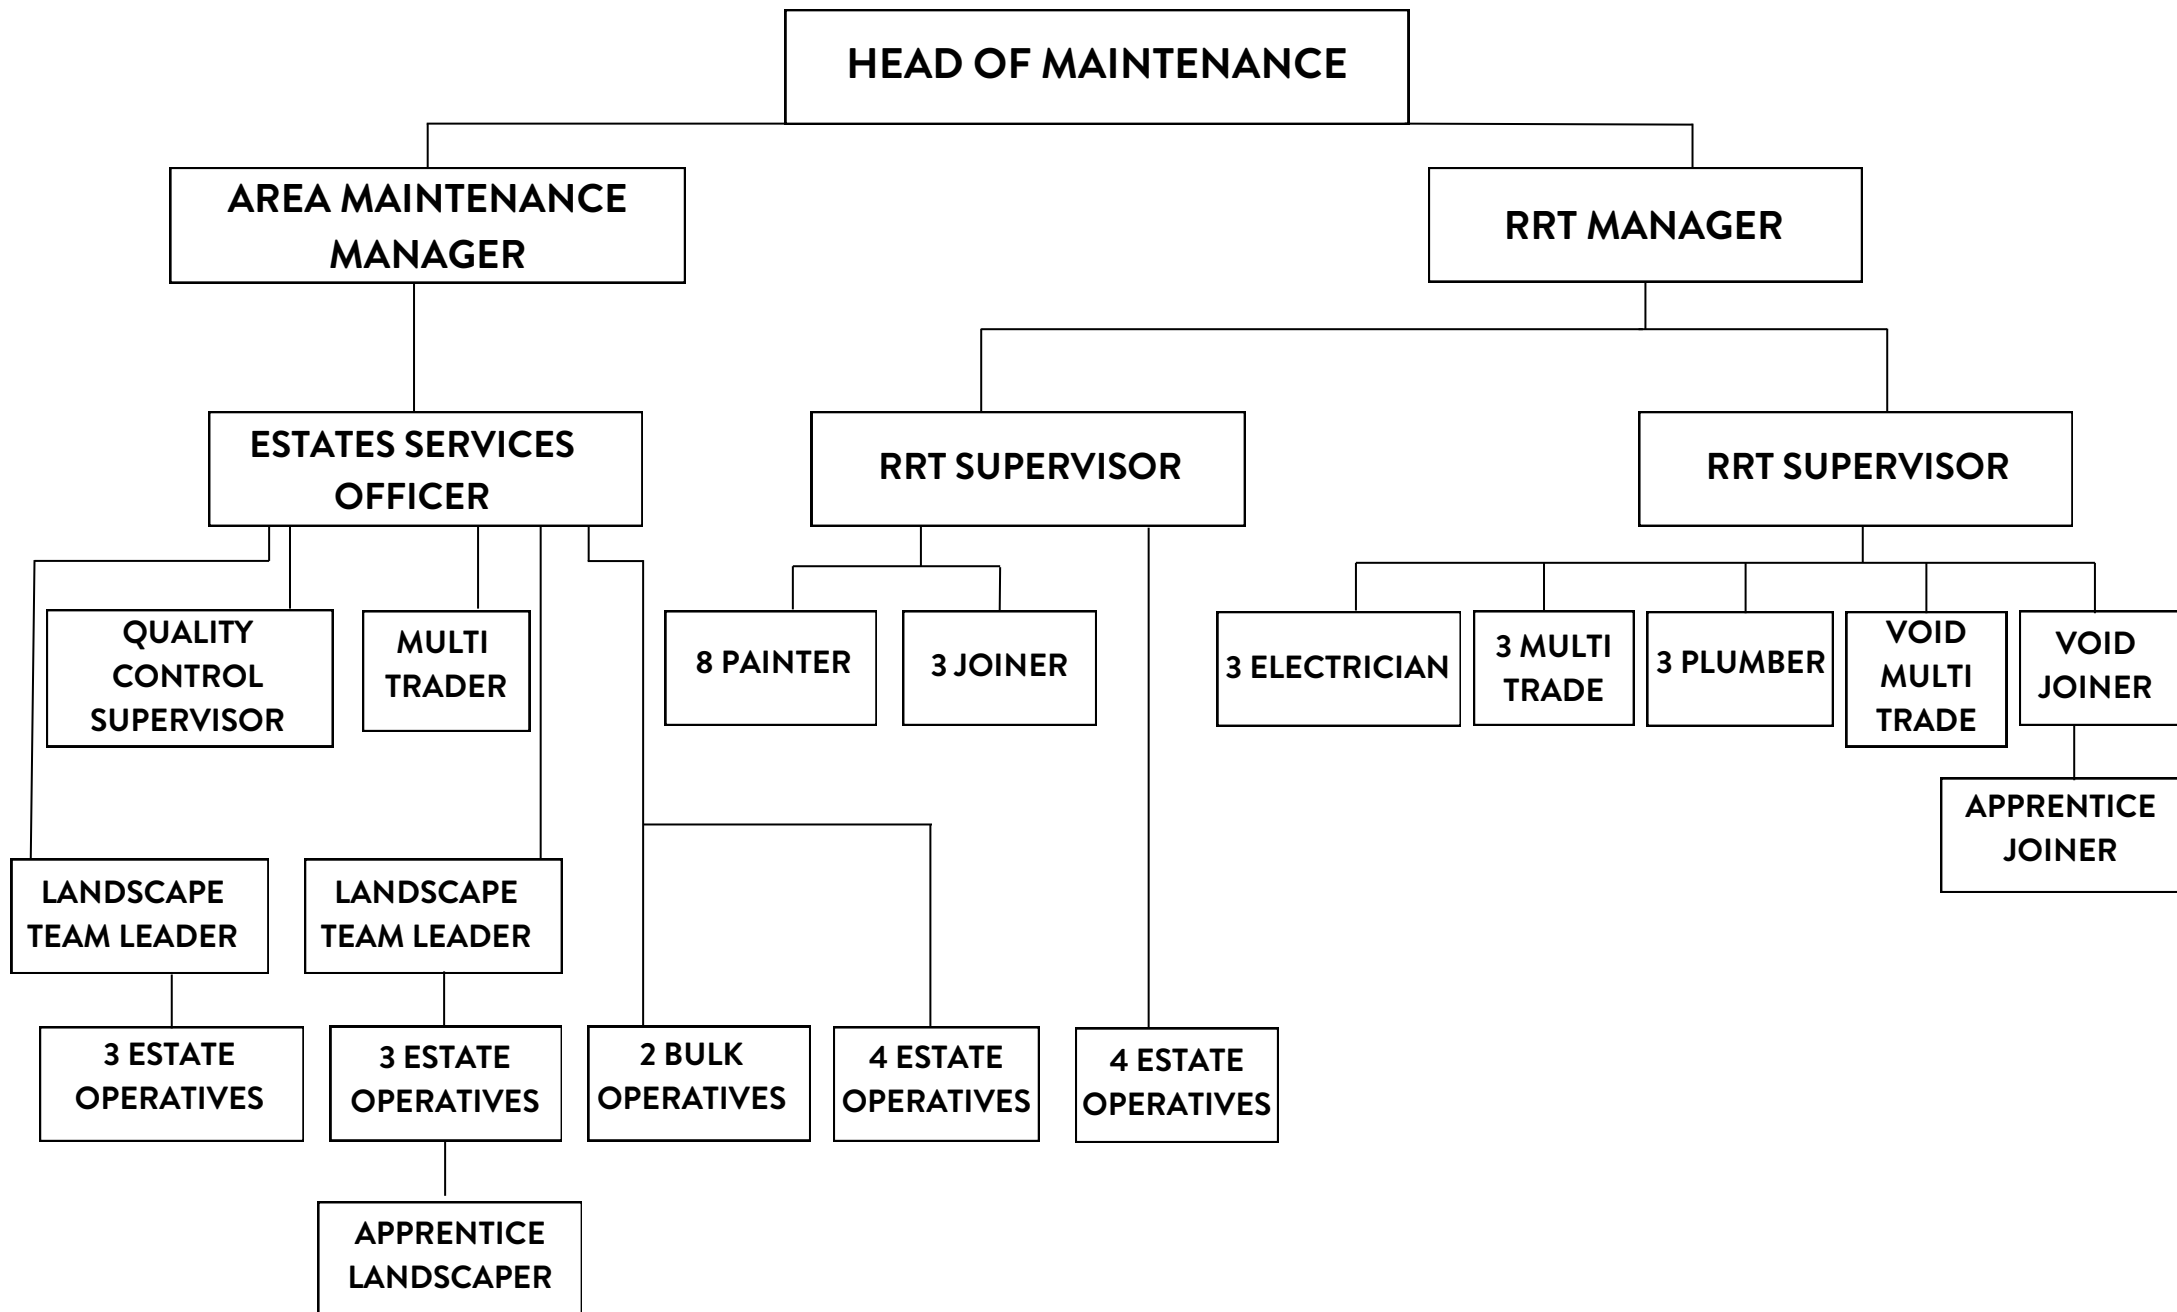 HEAD OF MAINTENANCE
AREA MAINTENANCE
MANAGER
RRT MANAGER
ESTATES SERVICES
OFFICER
RRT SUPERVISOR
RRT SUPERVISOR
QUALITY
CONTROL
SUPERVISOR
MULTI
TRADER
8 PAINTER
3 JOINER
3 ELECTRICIAN
3 MULTI
TRADE
3 PLUMBER
VOID
MULTI
TRADE
VOID
JOINER
APPRENTICE
JOINER
LANDSCAPE
TEAM LEADER
LANDSCAPE
TEAM LEADER
3 ESTATE
OPERATIVES
3 ESTATE
OPERATIVES
2 BULK
OPERATIVES
4 ESTATE
OPERATIVES
4 ESTATE
OPERATIVES
APPRENTICE
LANDSCAPER